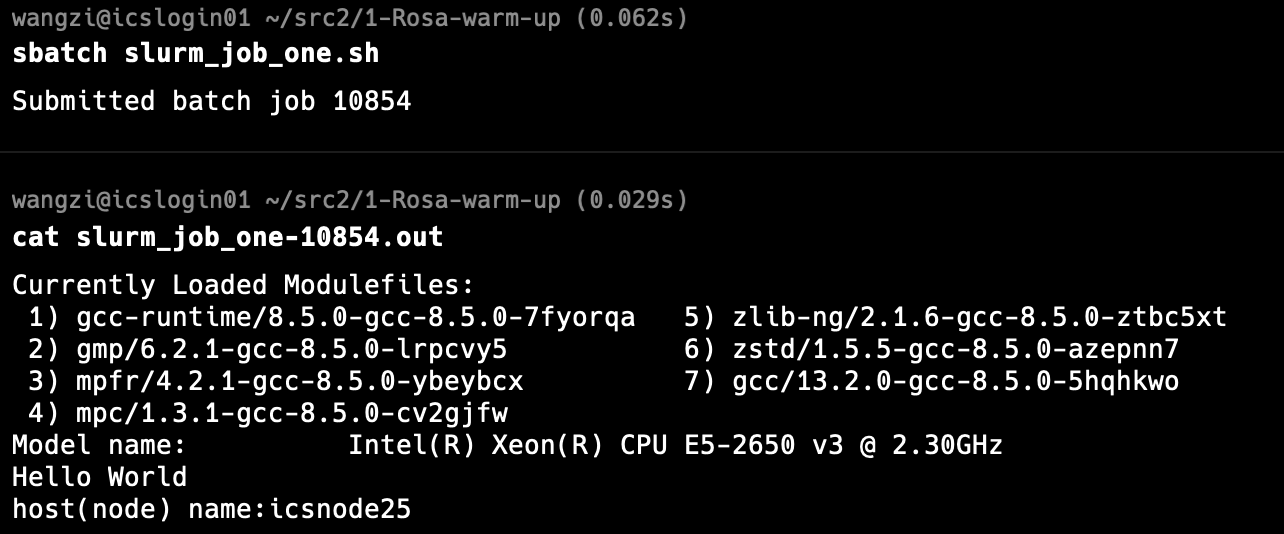 wangzi@icslogin01 ~/src2/1-Rosa-warm-up (0.062s)
sbatch slurm_job_one.sh
Submitted batch job 10854
wangzi@icslogin01 ~/src2/1-Rosa-warm-up (0.029s)
cat slurm_job_one-10854.out
Currently Loaded Modulefiles:
 1) gcc-runtime/8.5.0-gcc-8.5.0-7fyorqa   5) zlib-ng/2.1.6-gcc-8.5.0-ztbc5xt
 2) gmp/6.2.1-gcc-8.5.0-lrpcvy5           6) zstd/1.5.5-gcc-8.5.0-azepnn7
 3) mpfr/4.2.1-gcc-8.5.0-ybeybcx          7) gcc/13.2.0-gcc-8.5.0-5hqhkwo
 4) mpc/1.3.1-gcc-8.5.0-cv2gjfw
Model name:          Intel(R) Xeon(R) CPU E5-2650 v3 @ 2.30GHz
Hello World
host(node) name:icsnode25